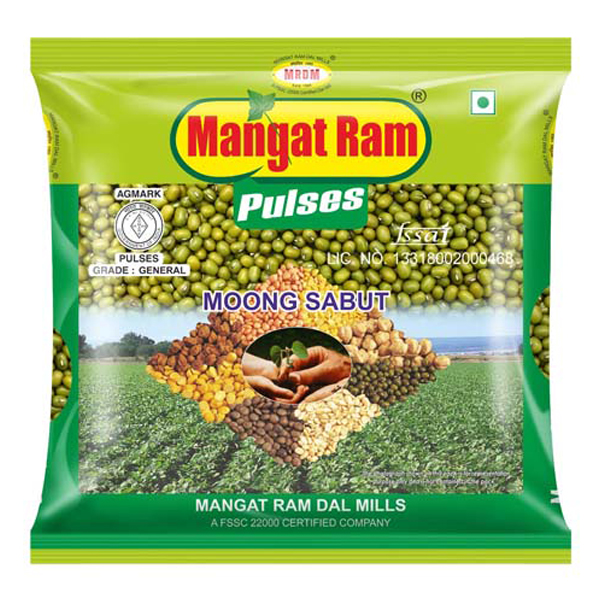 MRDM
®
Mangat Ram
Pulses
AGMARK
PULSES
GRADE : GENERAL
fssai
LIC. NO. 13318002000468
MOONG SABUT
MANGAT RAM DAL MILLS
A FSSC 22000 CERTIFIED COMPANY